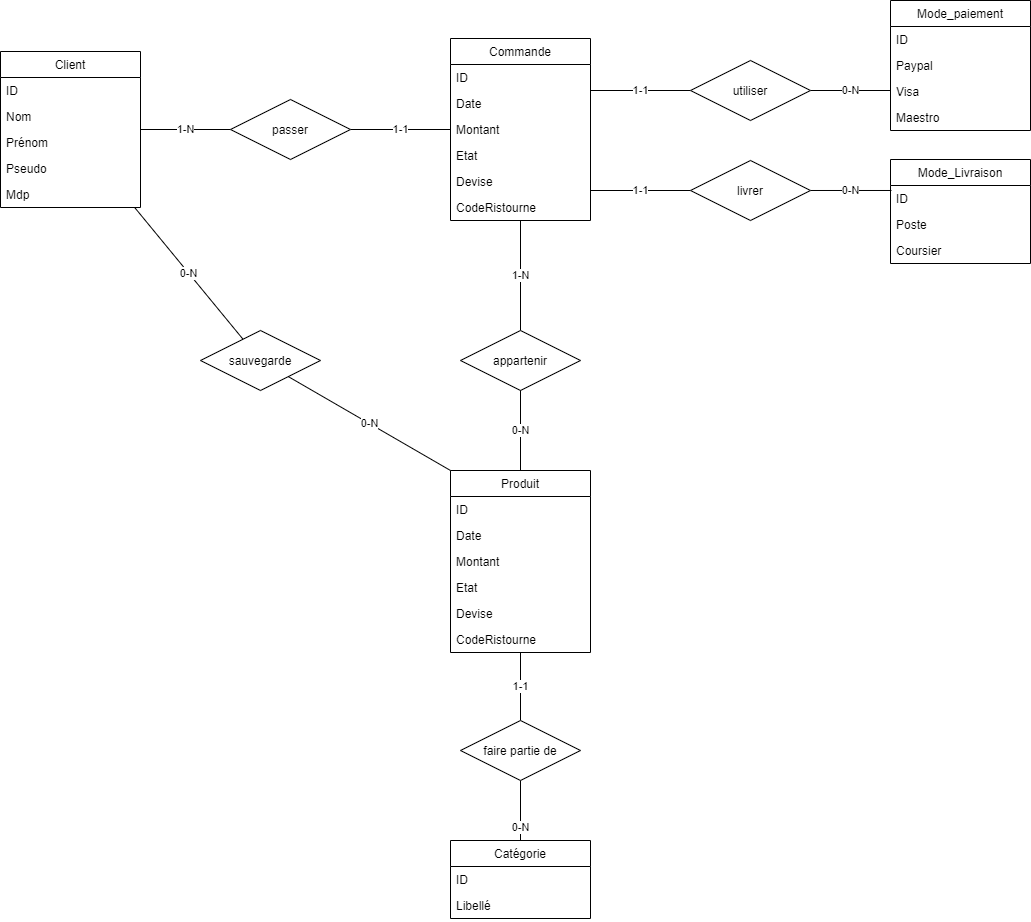 Client
ID
Nom
Prénom
Pseudo
Mdp
1-N
passer
1-1
Commande
ID
Date
Montant
Etat
Devise
CodeRistourne
1-1
utiliser
0-N
Mode_paiement
ID
Paypal
Visa
Maestro
1-1
livrer
0-N
Mode_Livraison
ID
Poste
Coursier
0-N
sauvegarde
0-N
1-N
appartenir
0-N
Produit
ID
Date
Montant
Etat
Devise
CodeRistourne
1-1
faire partie de
0-N
Catégorie
ID
Libellé